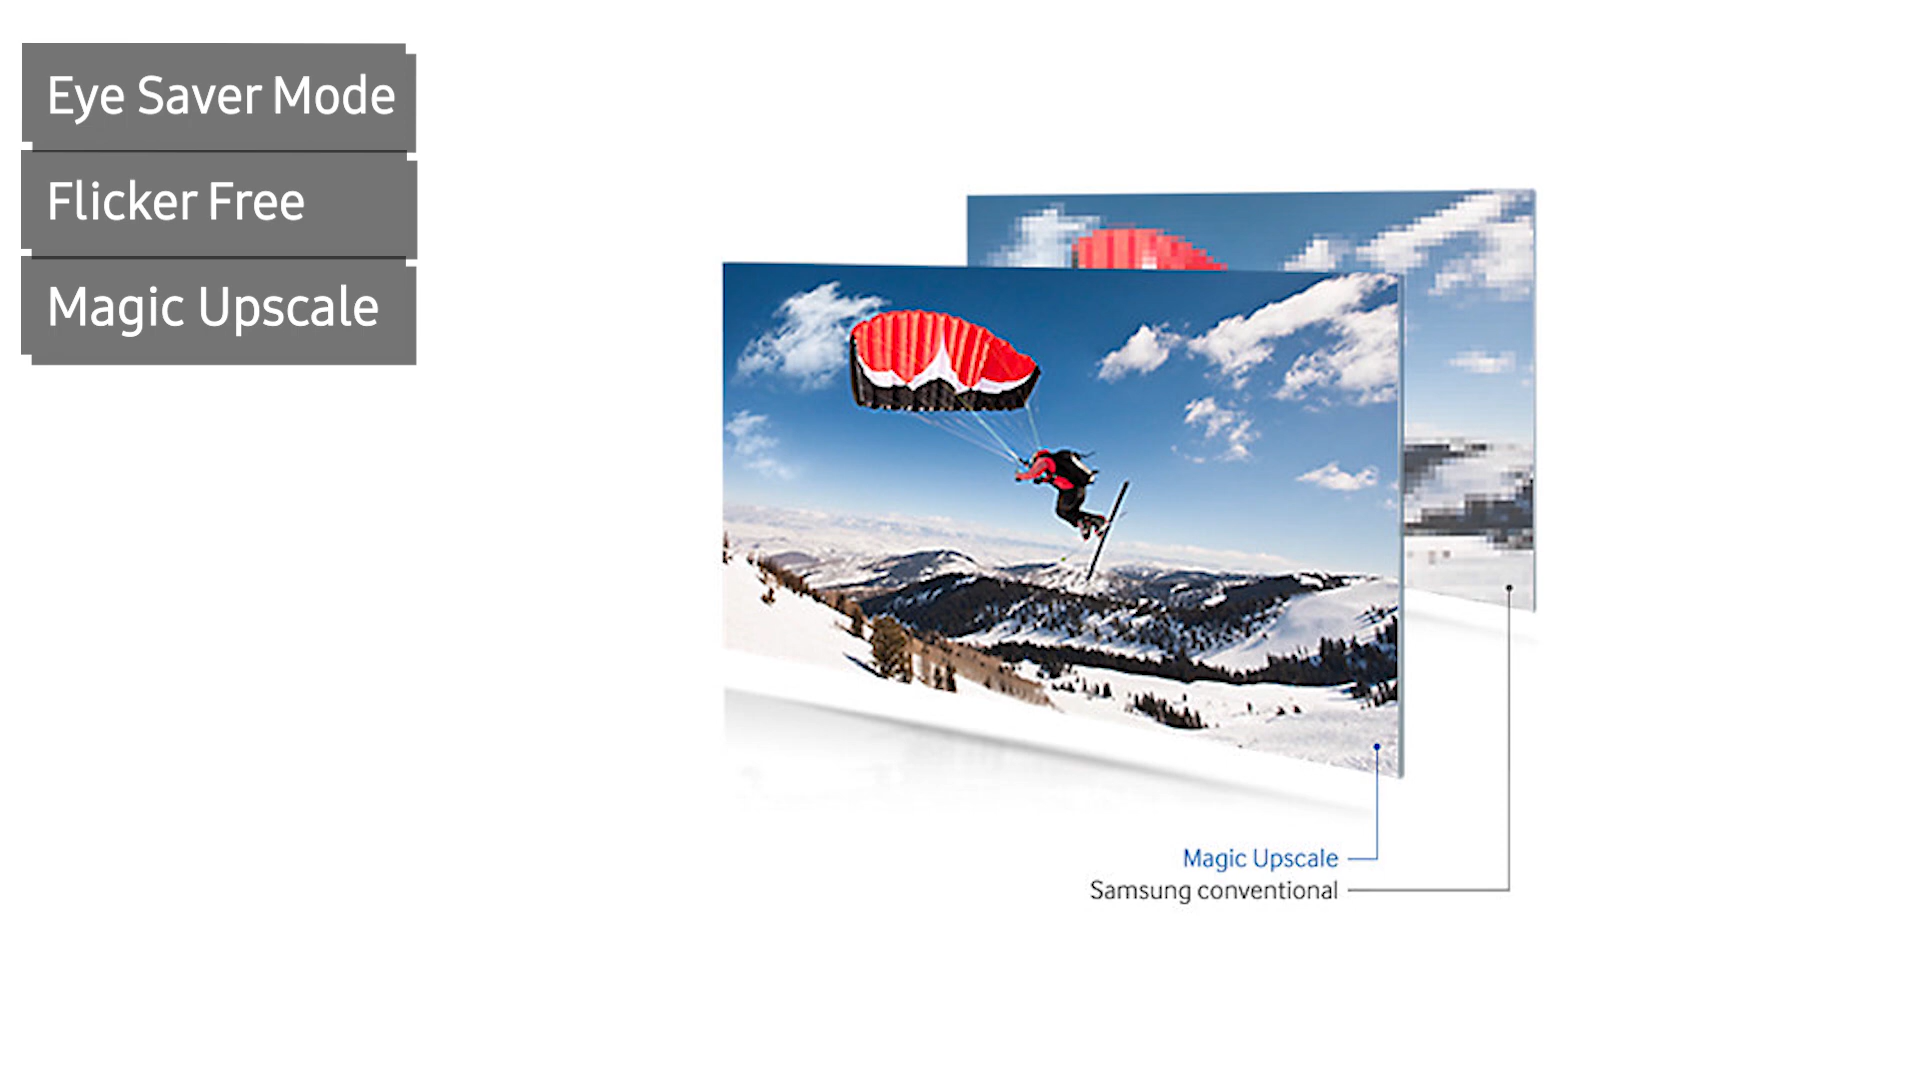 Eye Saver Mode
Flicker Free
Magic Upscale
Magic Upscale
Samsung conventional